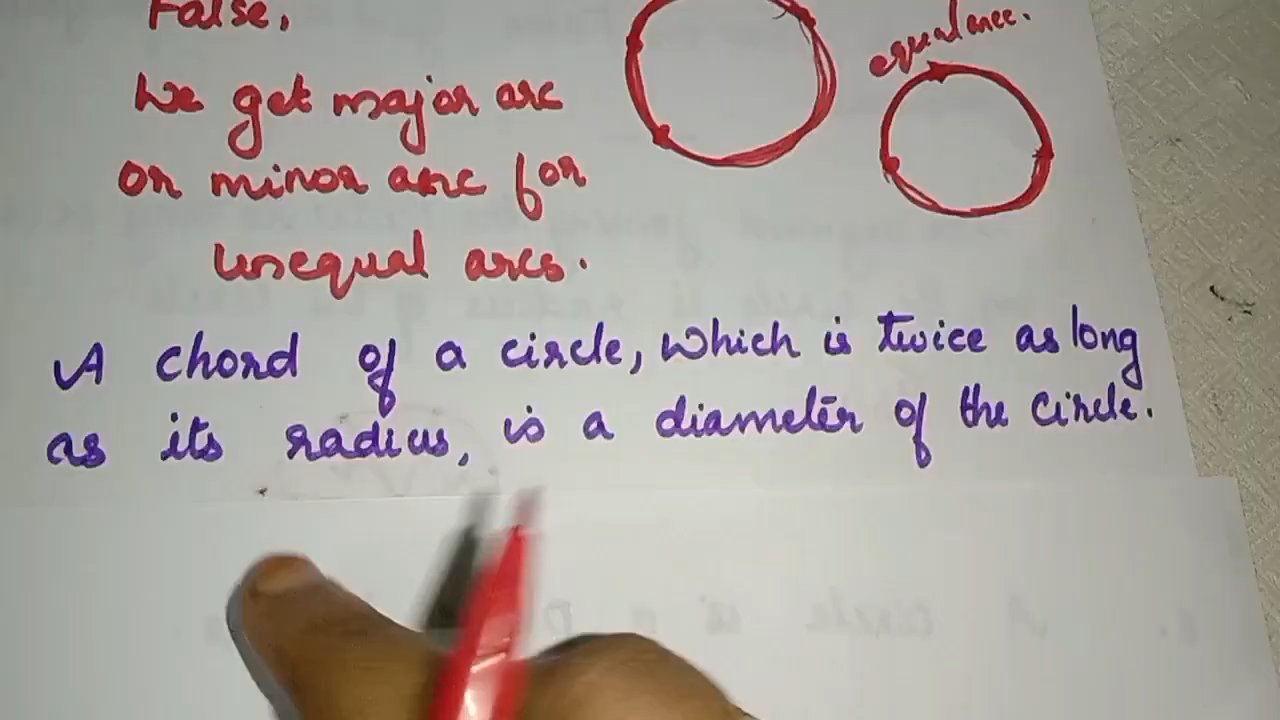 False.
equal arc.
We get major arc
or minor arc for
unequal arcs.
A chord of a circle, which is twice as long
as its radius, is a diameter of the circle.